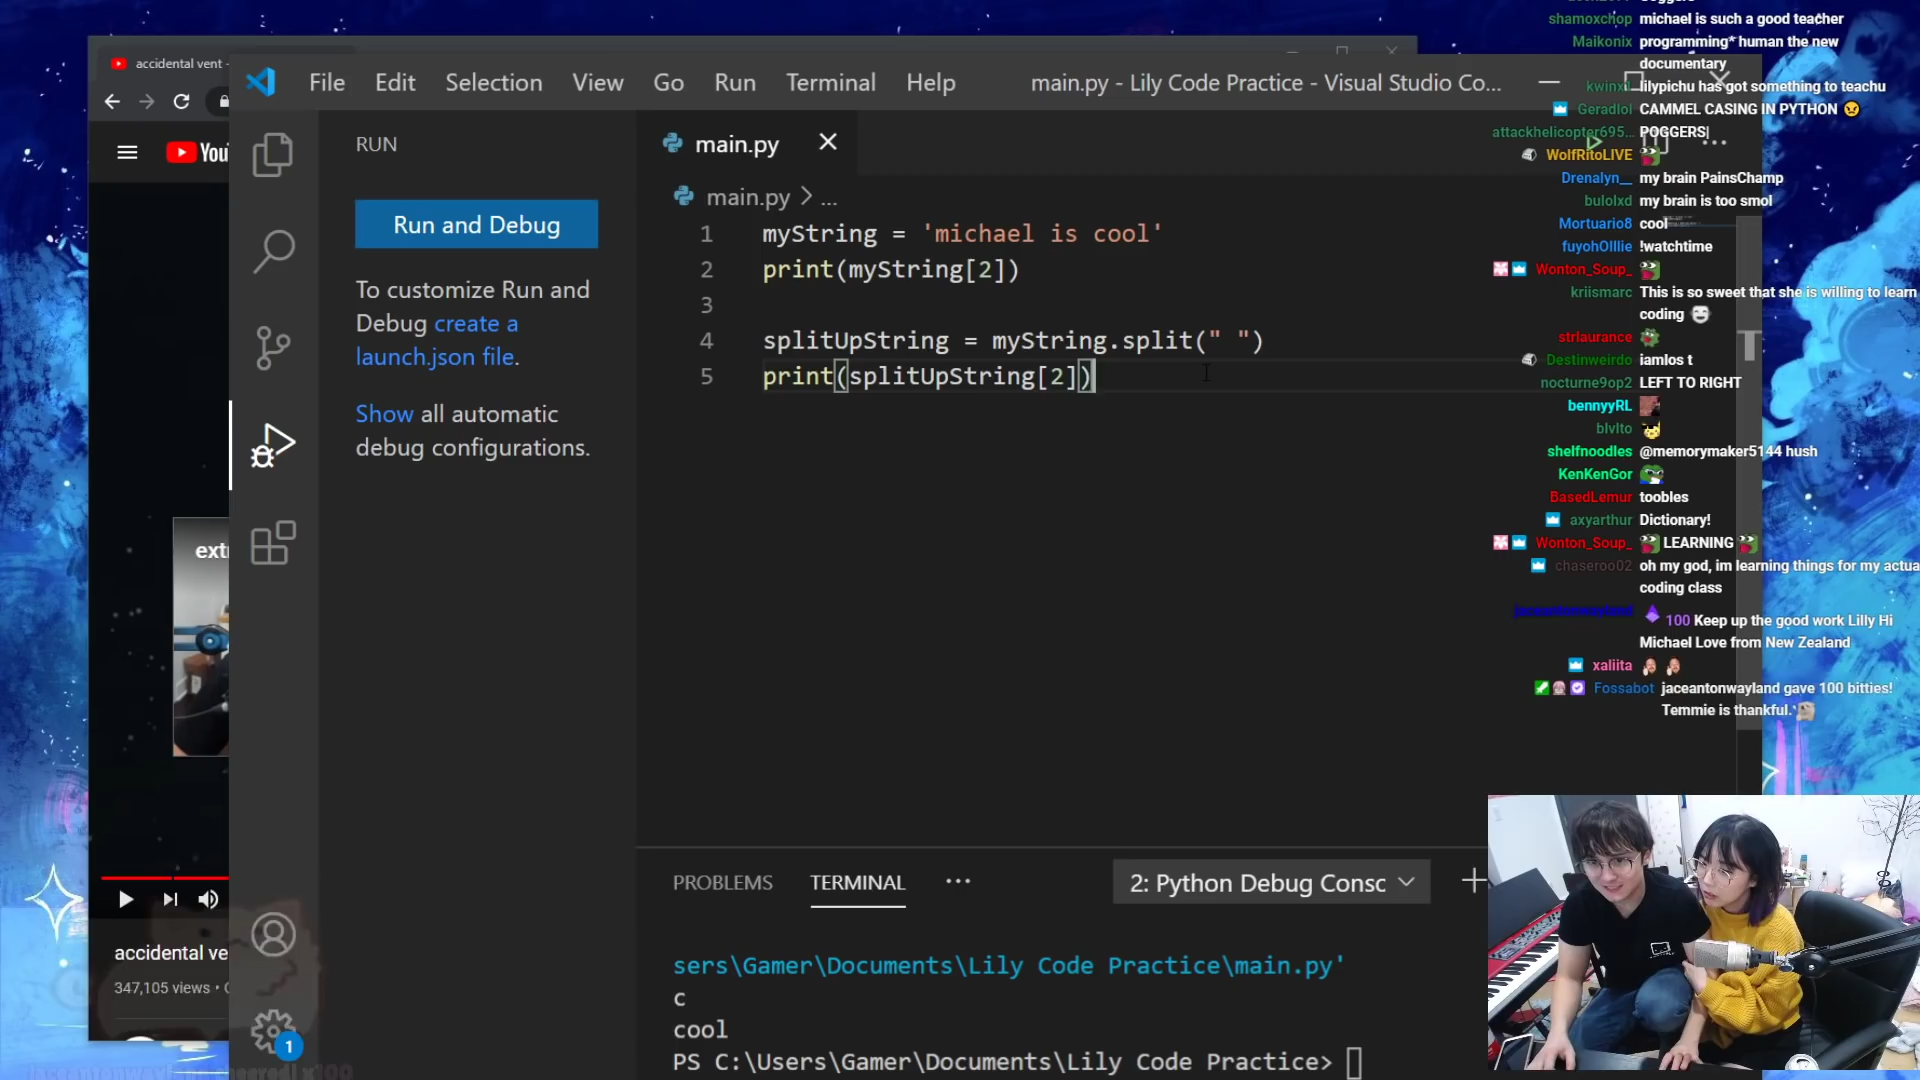 accidental vent -
You
ext
accidental ve
347,105 views •
File Edit Selection View Go Run Terminal Help
main.py - Lily Code Practice - Visual Studio Co...
RUN
Run and Debug
To customize Run and
Debug create a
launch.json file.
Show all automatic
debug configurations.
1
main.py
main.py > ...
1 myString = 'michael is cool'
2 print(myString[2])
3
4 splitUpString = myString.split(" ")
5 print(splitUpString[2])
PROBLEMS TERMINAL ...
2: Python Debug Consc
sers\Gamer\Documents\Lily Code Practice\main.py'
c
cool
PS C:\Users\Gamer\Documents\Lily Code Practice>
shamoxchop michael is such a good teacher
Maikonix programming* human the new
documentary
lilypichu has got something to teachu
Geradlol CAMMEL CASING IN PYTHON
attackhelicopter695... POGGERS
WolfRitoLIVE
Drenalyn__ my brain PainsChamp
bulolxd my brain is too smol
Mortuario8 cool
fuyohOlllie !watchtime
Wonton_Soup_
kriismarc This is so sweet that she is willing to learn
coding
strlaurance
Destinweirdo iamlos t
nocturne9op2 LEFT TO RIGHT
bennyyRL
blvlto
shelfnoodles @memorymaker5144 hush
KenKenGor
BasedLemur toobles
axyarthur Dictionary!
Wonton_Soup_ LEARNING
chaseroo02 oh my god, im learning things for my actua
coding class
jaceantonwayland 100 Keep up the good work Lilly Hi
Michael Love from New Zealand
xaliita
Fossabot jaceantonwayland gave 100 bitties!
Temmie is thankful.